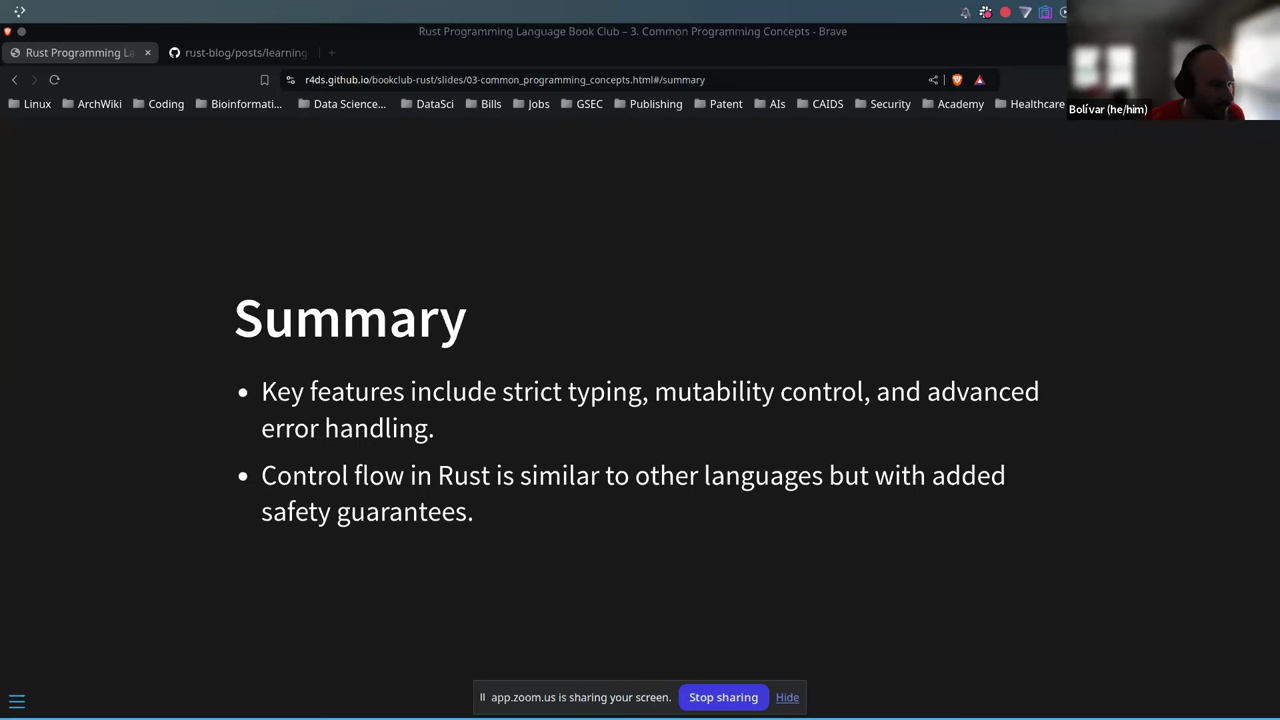 Rust Programming Language Book Club – 3. Common Programming Concepts - Brave
Rust Programming La
rust-blog/posts/learning
r4ds.github.io/bookclub-rust/slides/03-common_programming_concepts.html#/summary
Linux ArchWiki Coding Bioinformati... Data Science... DataSci Bills Jobs GSEC Publishing Patent AIs CAIDS Security Academy Healthcare
Bolívar (he/him)
Summary
• Key features include strict typing, mutability control, and advanced
error handling.
• Control flow in Rust is similar to other languages but with added
safety guarantees.
app.zoom.us is sharing your screen. Stop sharing Hide